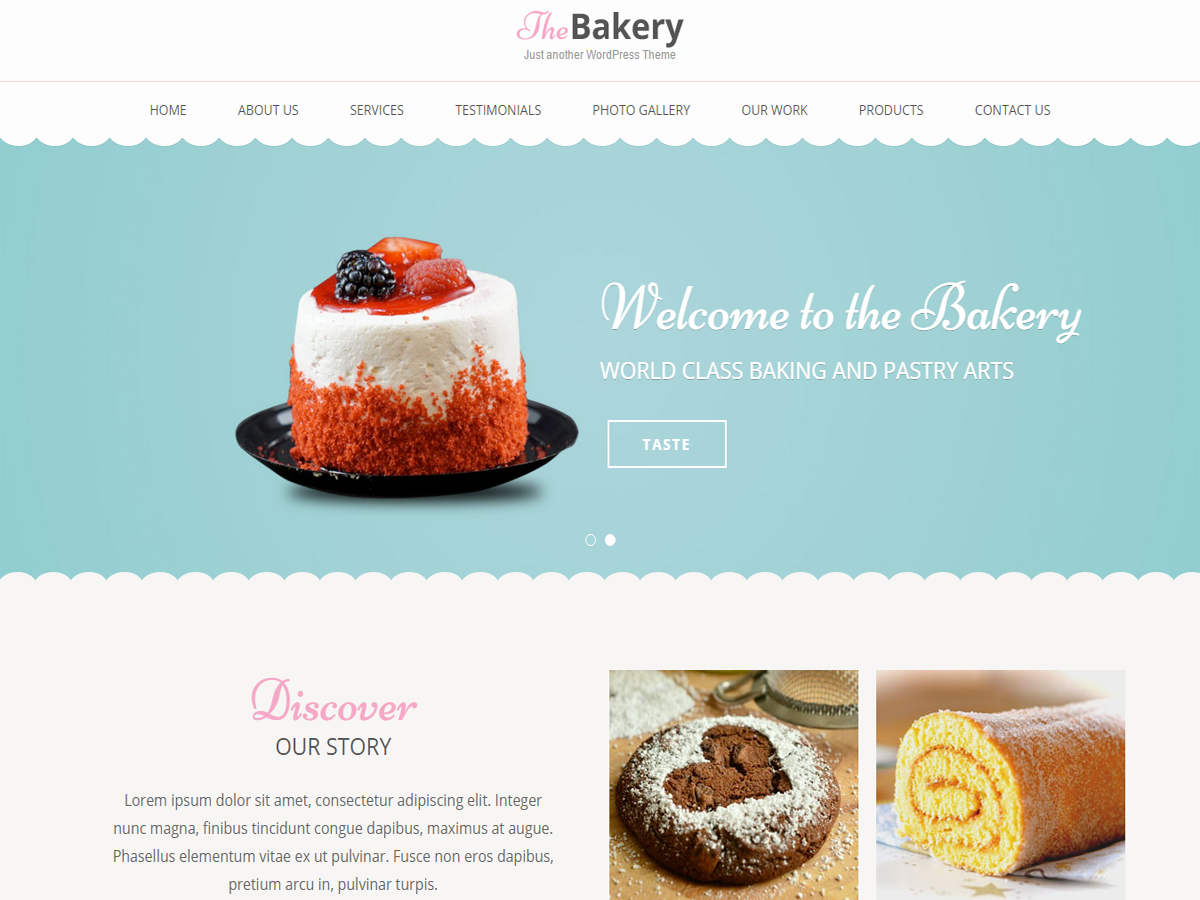 TheBakery
Just another WordPress Theme
HOME ABOUT US SERVICES TESTIMONIALS PHOTO GALLERY OUR WORK PRODUCTS CONTACT US
Welcome to the Bakery
WORLD CLASS BAKING AND PASTRY ARTS
TASTE
Discover
OUR STORY
Lorem ipsum dolor sit amet, consectetur adipiscing elit. Integer
nunc magna, finibus tincidunt congue dapibus, maximus at augue.
Phasellus elementum vitae ex ut pulvinar. Fusce non eros dapibus,
pretium arcu in, pulvinar turpis.